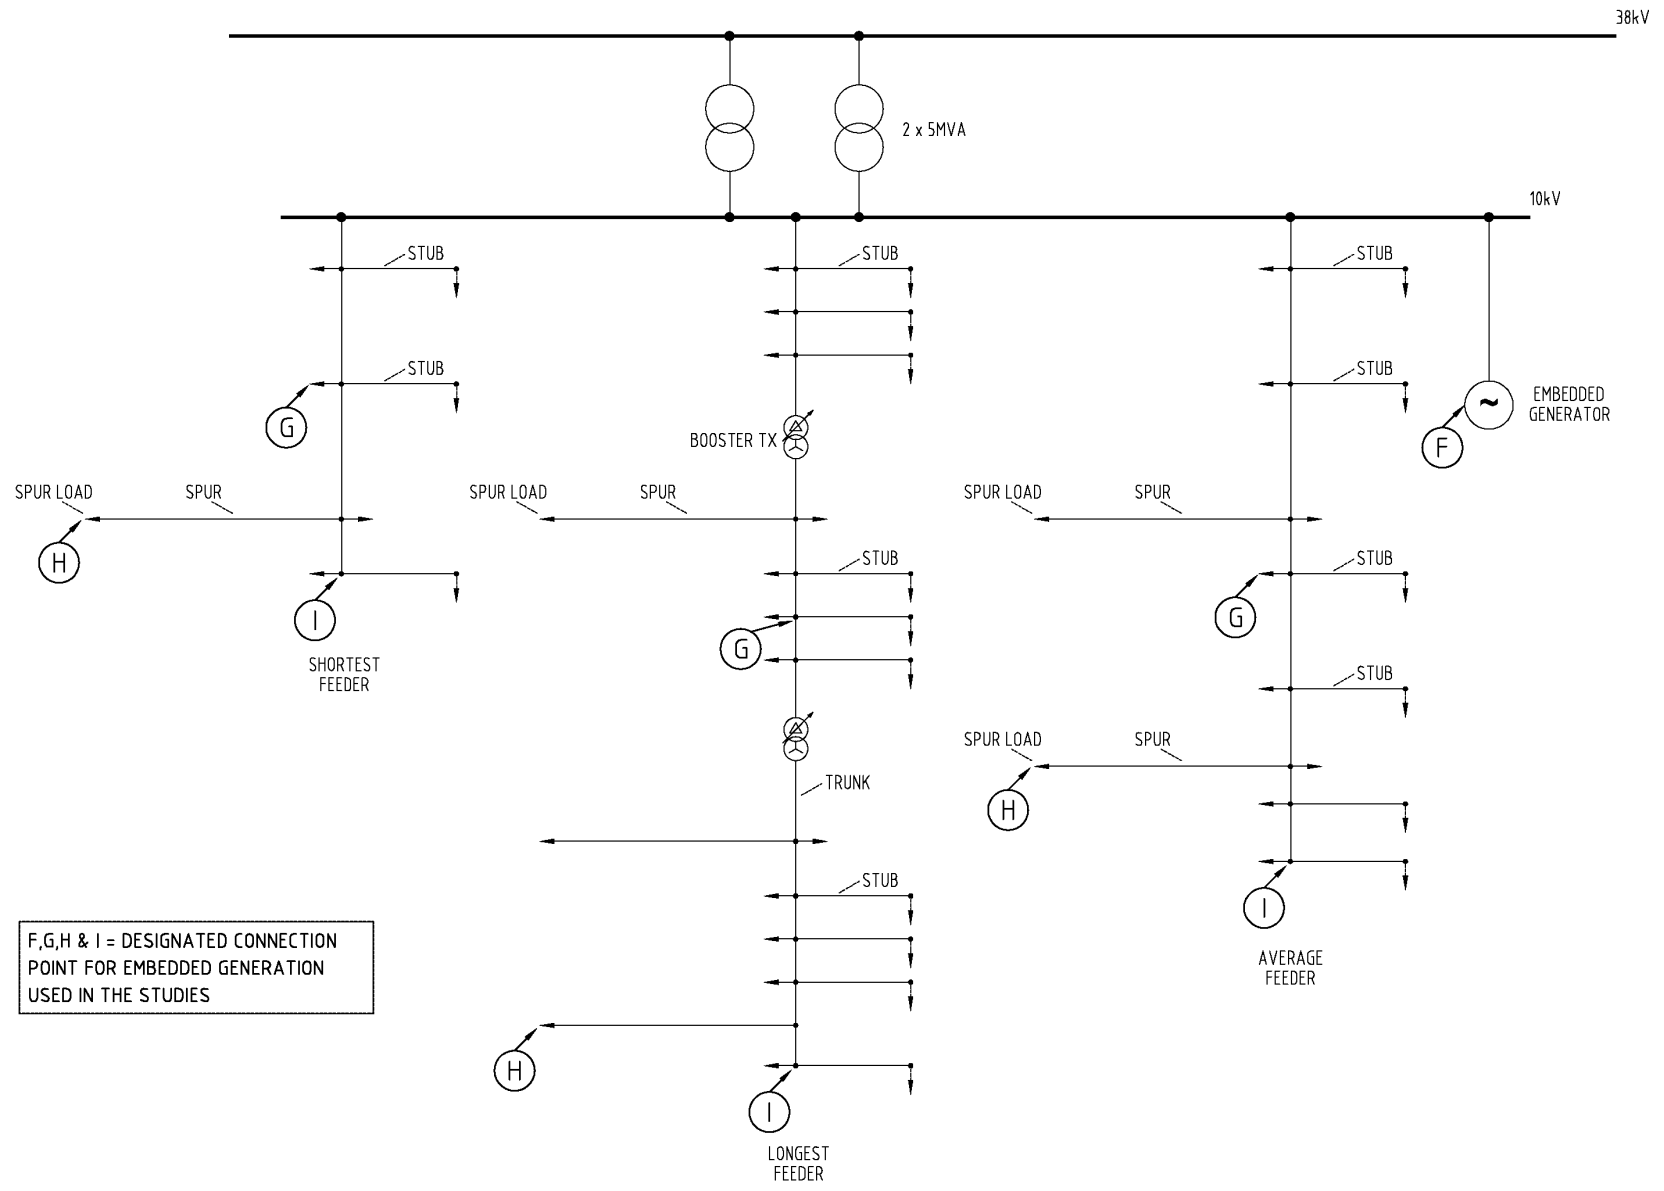 38kV
2 x 5MVA
10kV
STUB
STUB
STUB
STUB
STUB
STUB
G
BOOSTER TX
EMBEDDED
GENERATOR
F
SPUR LOAD
SPUR
SPUR LOAD
SPUR
SPUR LOAD
SPUR
H
STUB
STUB
I
G
G
SHORTEST
FEEDER
STUB
SPUR LOAD
SPUR
TRUNK
H
STUB
I
F,G,H & I = DESIGNATED CONNECTION
POINT FOR EMBEDDED GENERATION
USED IN THE STUDIES
AVERAGE
FEEDER
H
I
LONGEST
FEEDER